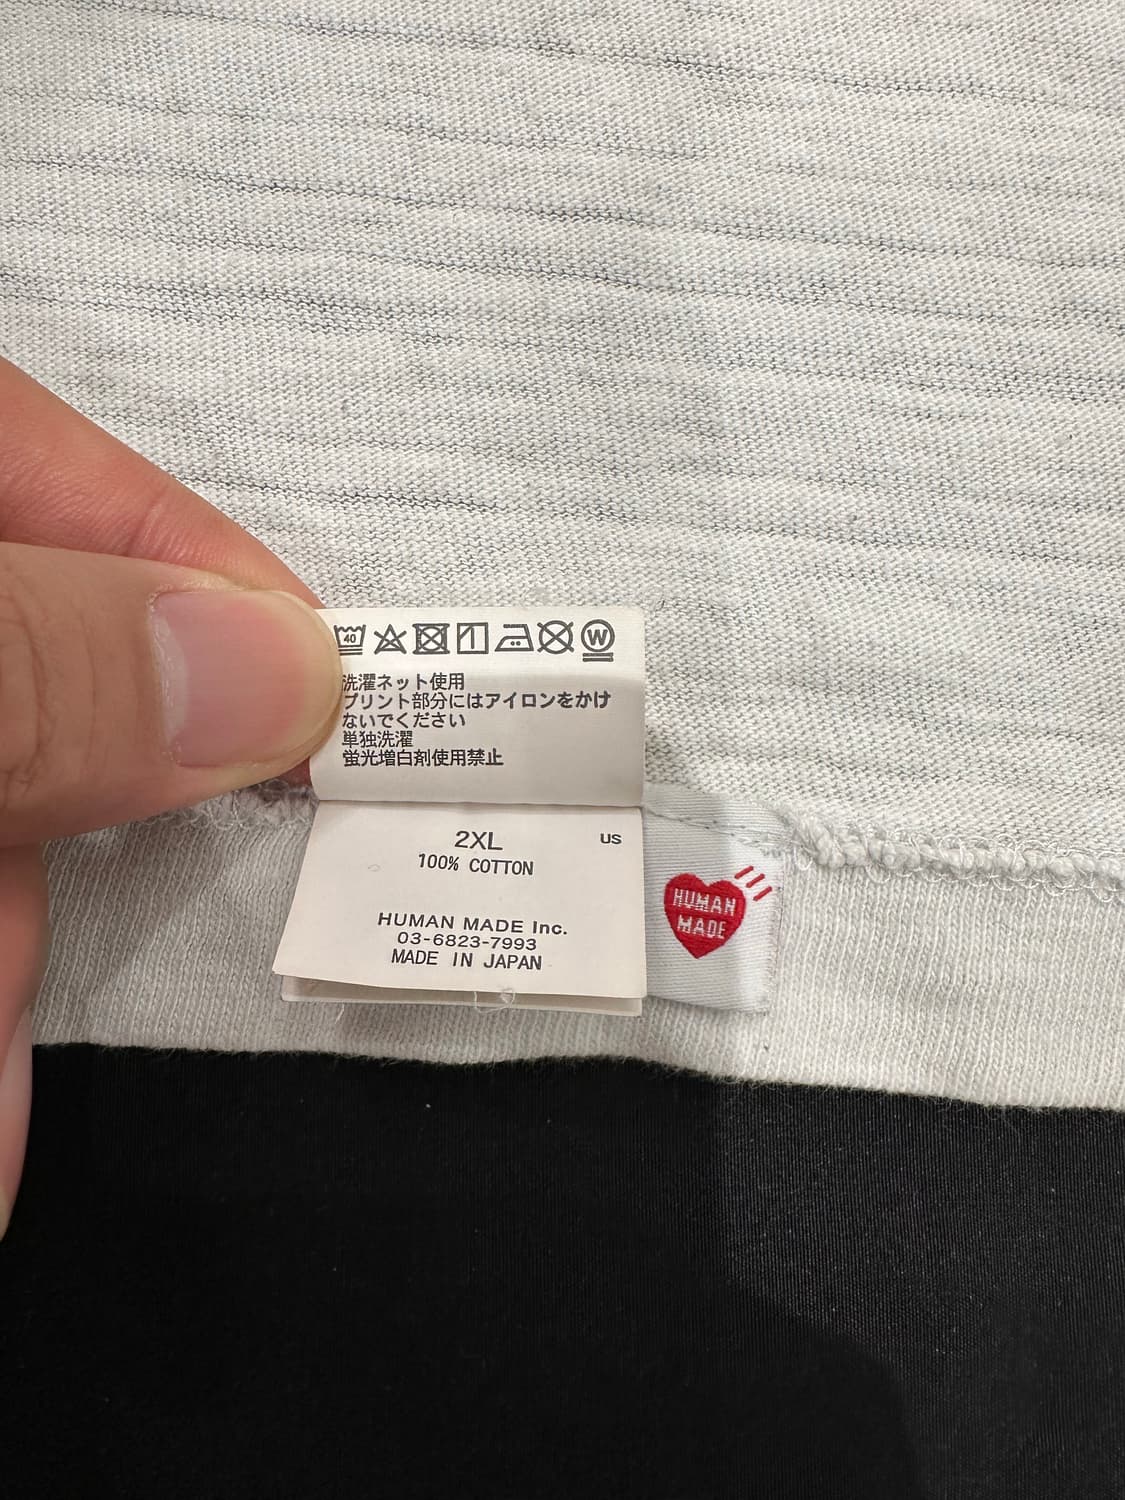 40
W
洗濯ネット使用
プリント部分にはアイロンをかけ
ないでください
単独洗濯
蛍光増白剤使用禁止
2XL
US
100% COTTON
HUMAN MADE Inc.
03-6823-7993
MADE IN JAPAN
HUMAN
MADE